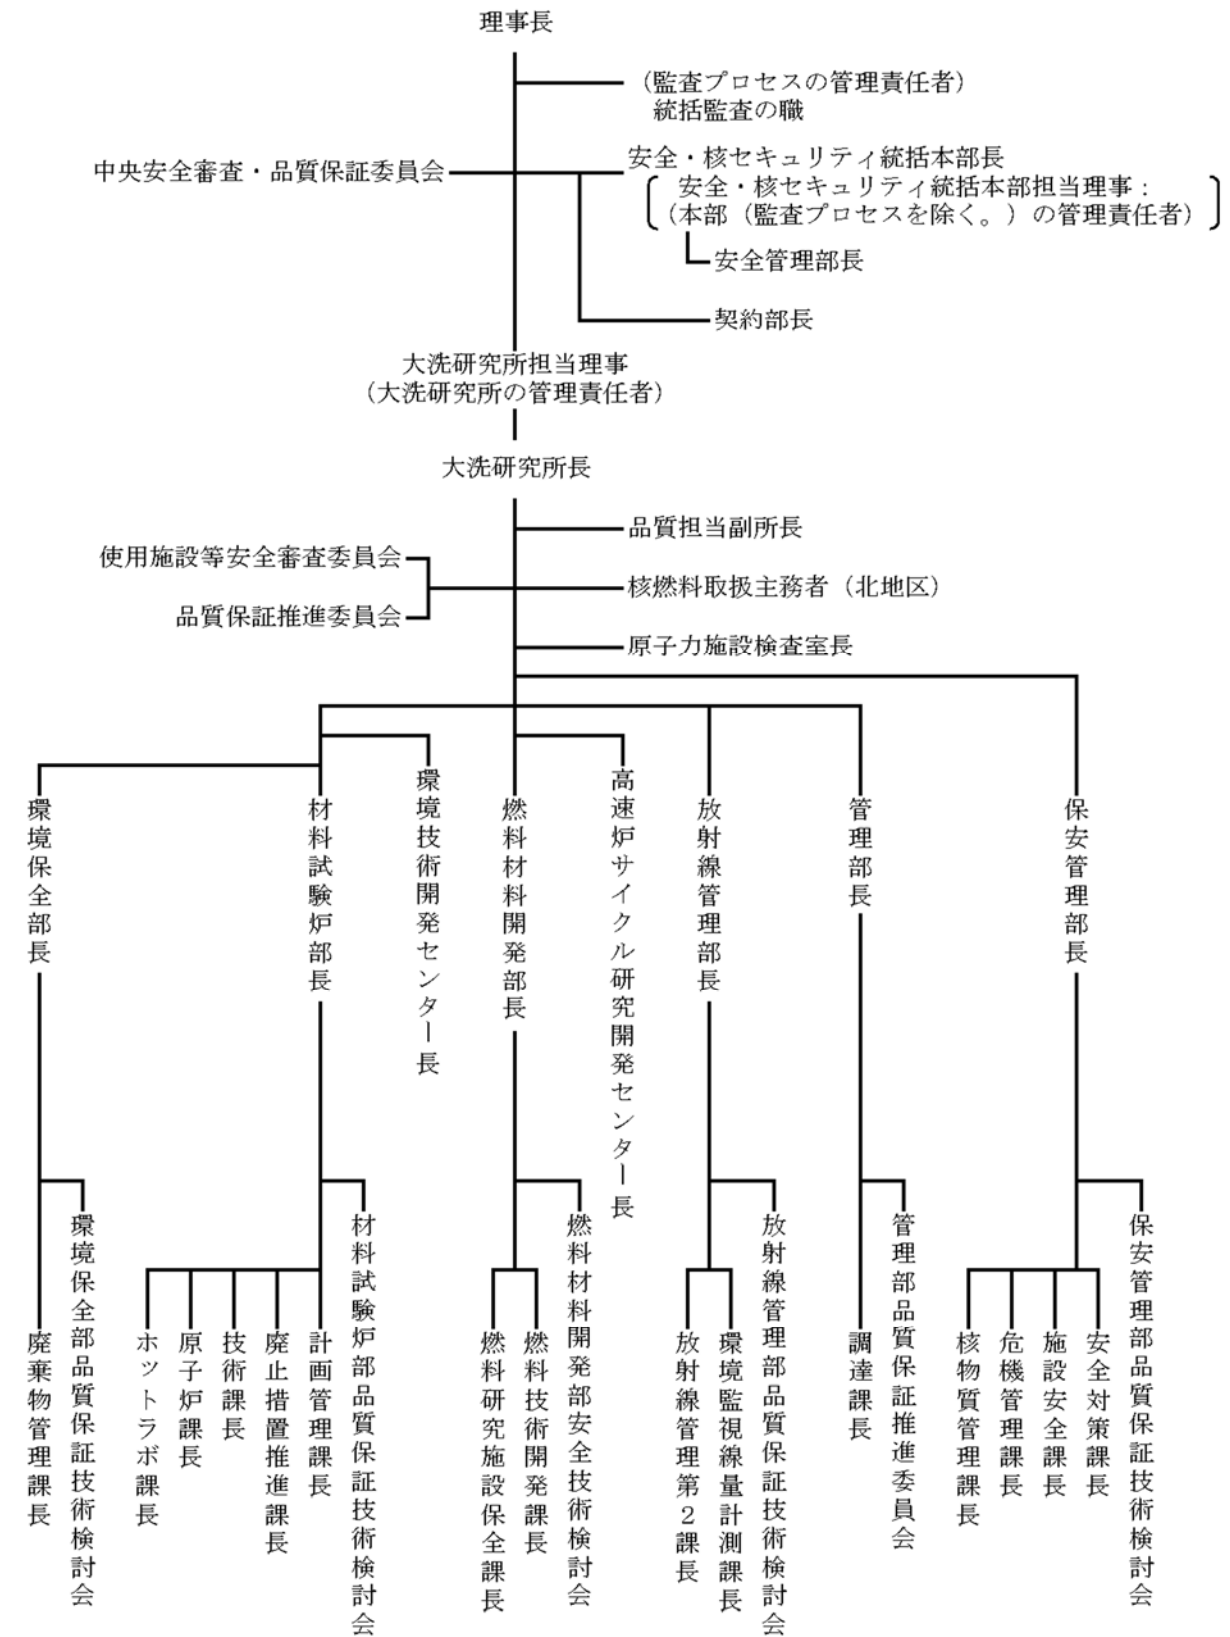 理事長
（監査プロセスの管理責任者）
統括監査の職
中央安全審査・品質保証委員会
安全・核セキュリティ統括本部長
安全・核セキュリティ統括本部担当理事：
（本部（監査プロセスを除く。）の管理責任者）
安全管理部長
契約部長
大洗研究所担当理事
（大洗研究所の管理責任者）
大洗研究所長
品質担当副所長
使用施設等安全審査委員会
核燃料取扱主務者（北地区）
品質保証推進委員会
原子力施設検査室長
環境保全部長
材料試験炉部長
環境技術開発センター長
燃料材料開発部長
高速炉サイクル研究開発センター長
放射線管理部長
管理部長
保安管理部長
廃棄物管理課長
環境保全部品質保証技術検討会
ホットラボ課長
原子炉課長
技術課長
廃止措置推進課長
計画管理課長
材料試験炉部品質保証技術検討会
燃料研究施設保全課長
燃料技術開発課長
燃料材料開発部安全技術検討会
放射線管理第２課長
環境監視線量計測課長
放射線管理部品質保証技術検討会
調達課長
管理部品質保証推進委員会
核物質管理課長
危機管理課長
施設安全課長
安全対策課長
保安管理部品質保証技術検討会